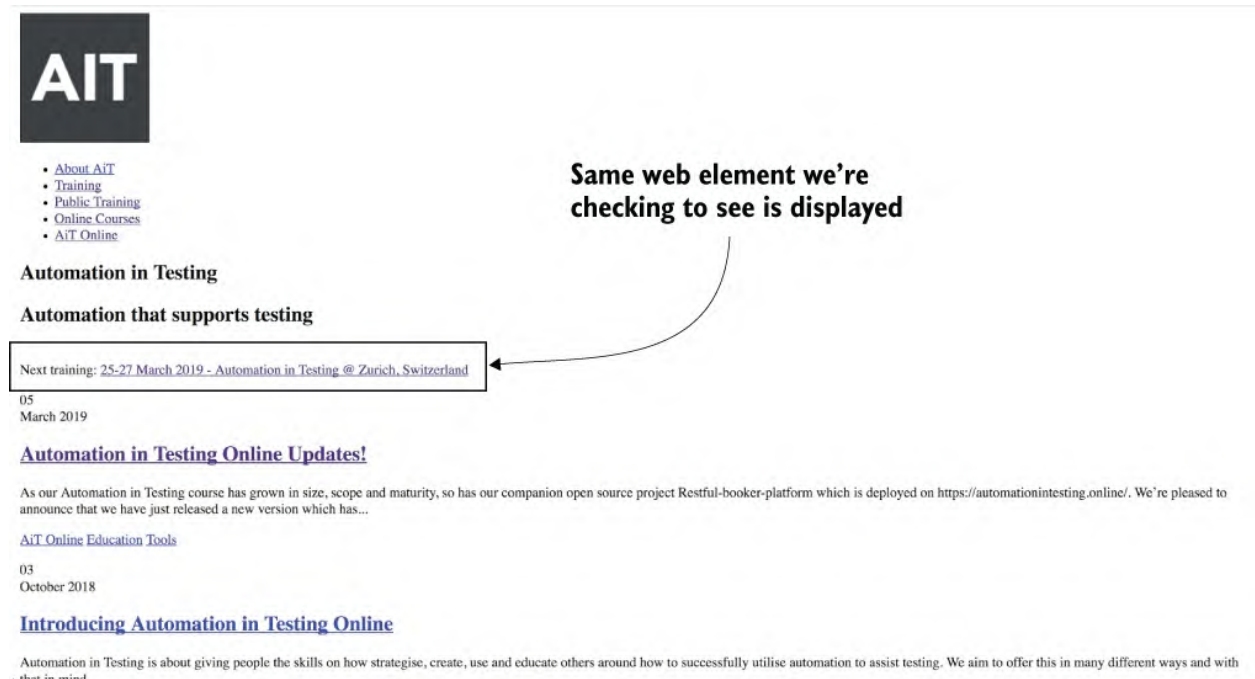 AIT
About AiT
Training
Public Training
Online Courses
AiT Online
Same web element we're
checking to see is displayed
Automation in Testing
Automation that supports testing
Next training: 25-27 March 2019 - Automation in Testing @ Zurich, Switzerland
05
March 2019
Automation in Testing Online Updates!
As our Automation in Testing course has grown in size, scope and maturity, so has our companion open source project Restful-booker-platform which is deployed on https://automationintesting.online/. We're pleased to
announce that we have just released a new version which has...
AiT Online Education Tools
03
October 2018
Introducing Automation in Testing Online
Automation in Testing is about giving people the skills on how strategise, create, use and educate others around how to successfully utilise automation to assist testing. We aim to offer this in many different ways and with
that in mind